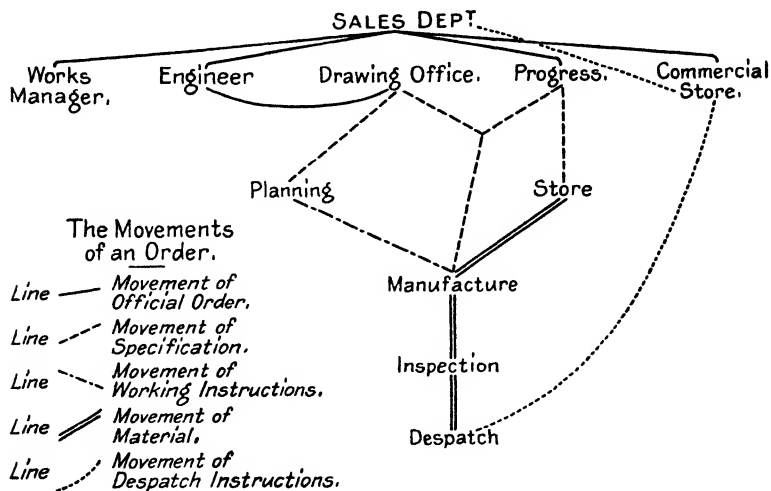 SALES DEPT.
Works
Manager.
Engineer
Drawing Office.
Progress.
Commercial
Store.
Planning
Store
Manufacture
Inspection
Despatch
The Movements
of an Order.
Line
Movement of
Official Order.
Line
Movement of
Specification.
Line
Movement of
Working Instructions.
Line
Movement of
Material.
Line
Movement of
Despatch Instructions.